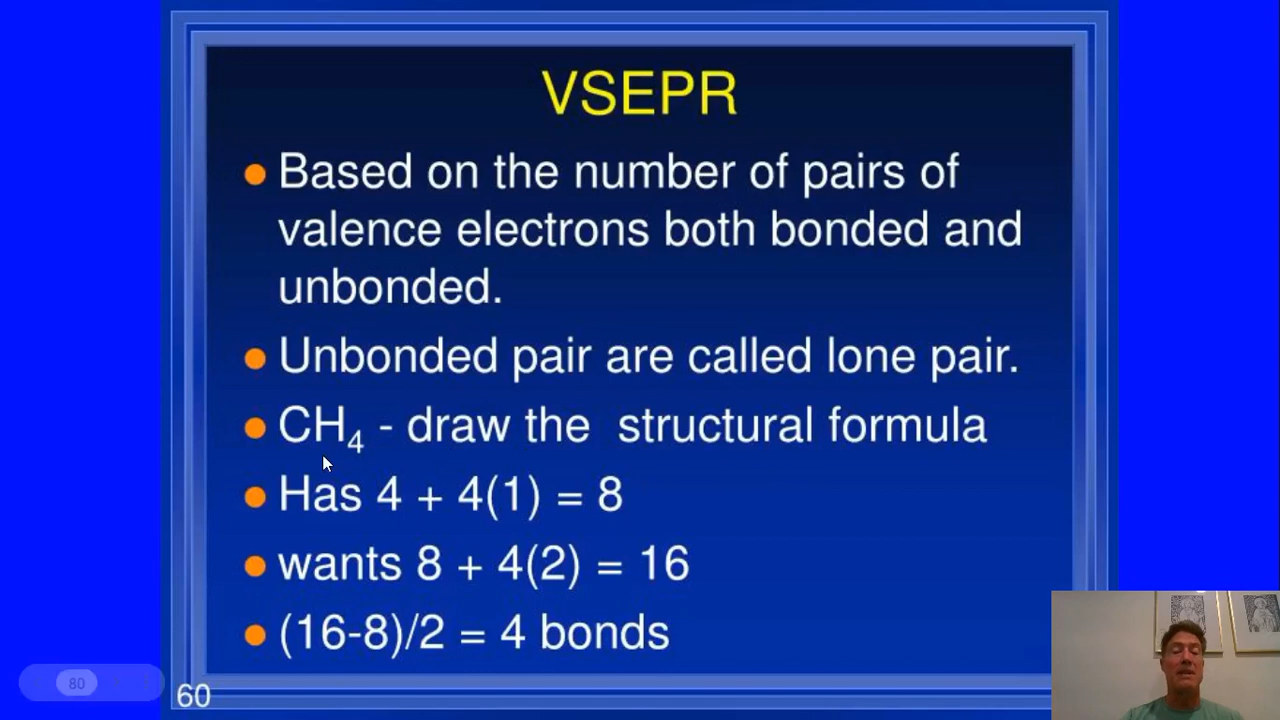 VSEPR
Based on the number of pairs of
valence electrons both bonded and
unbonded.
Unbonded pair are called lone pair.
CH₄ - draw the structural formula
Has 4 + 4(1) = 8
wants 8 + 4(2) = 16
(16-8)/2 = 4 bonds
80
60